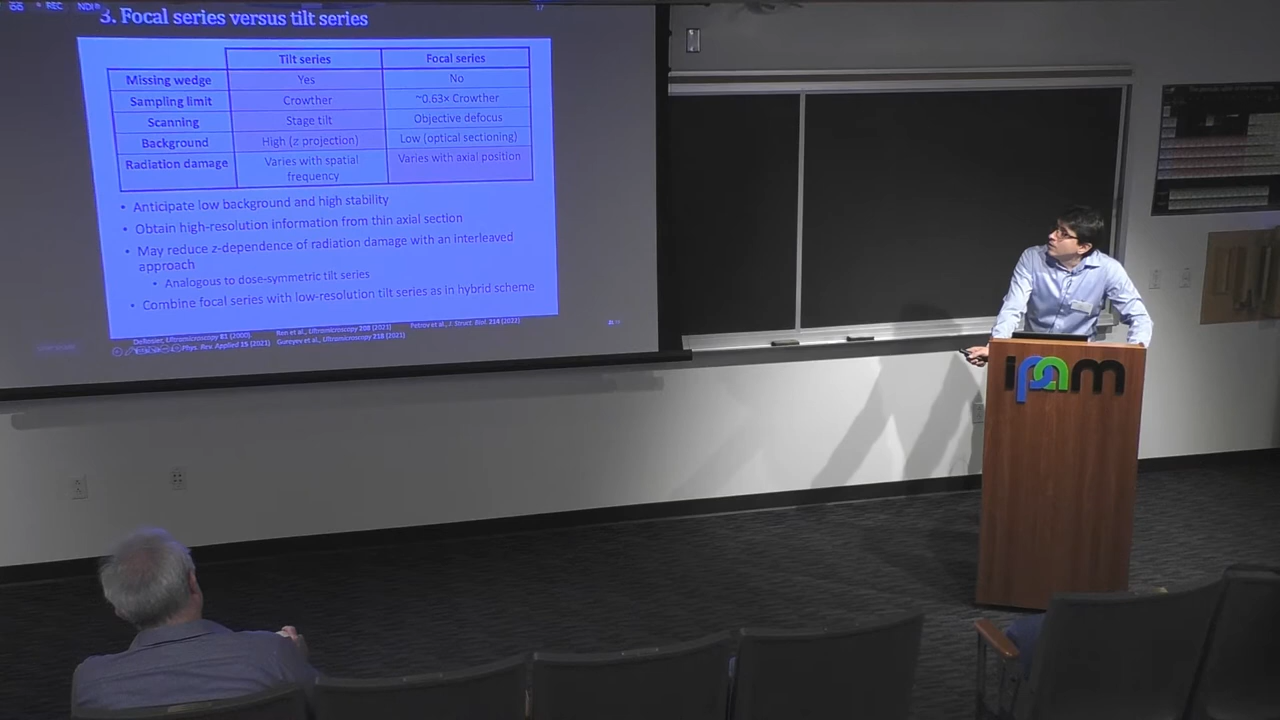 REC NDI®
17
3. Focal series versus tilt series
Tilt series Focal series
Missing wedge Yes No
Sampling limit Crowther ~0.63× Crowther
Scanning Stage tilt Objective defocus
Background High (z projection) Low (optical sectioning)
Radiation damage Varies with spatial frequency Varies with axial position
• Anticipate low background and high stability
• Obtain high-resolution information from thin axial section
• May reduce z-dependence of radiation damage with an interleaved
approach
• Analogous to dose-symmetric tilt series
• Combine focal series with low-resolution tilt series as in hybrid scheme
DeRosier, Ultramicroscopy 81 (2000) Ren et al., Ultramicroscopy 208 (2021) Petrov et al., J. Struct. Biol. 214 (2022)
Phys. Rev. Applied 15 (2021) Gureyev et al., Ultramicroscopy 218 (2021)
ipam